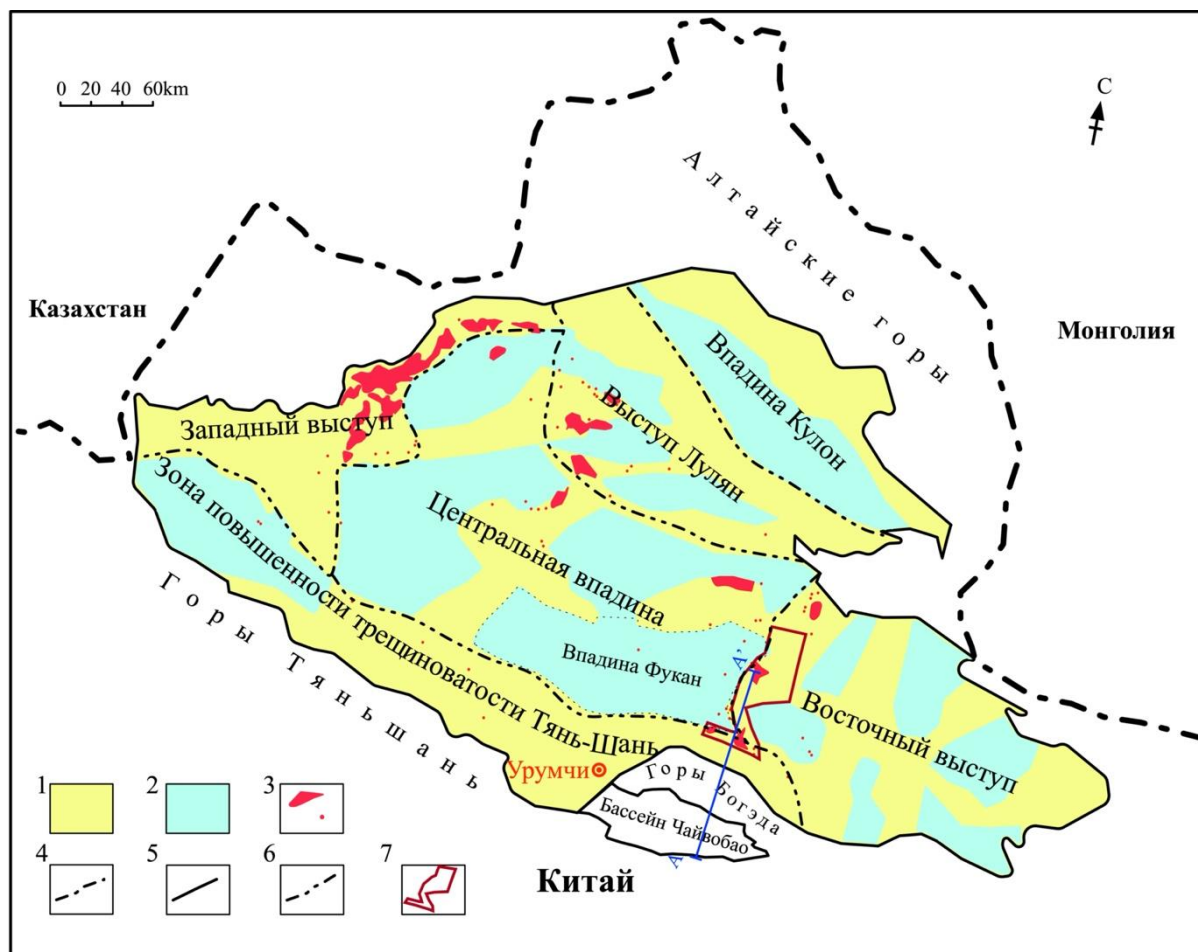 0 20 40 60km
С
Алтайские горы
Казахстан
Монголия
Впадина Кулон
Выступ Лулян
Западный выступ
Зона повышенности трещиноватости Тянь-Шань
Центральная впадина
Горы Тяньшань
Впадина Фукан
A'
Восточный выступ
Урумчи
Горы Богэда
Бассейн Чайвобао
A
Китай
1 2 3
4 5 6 7